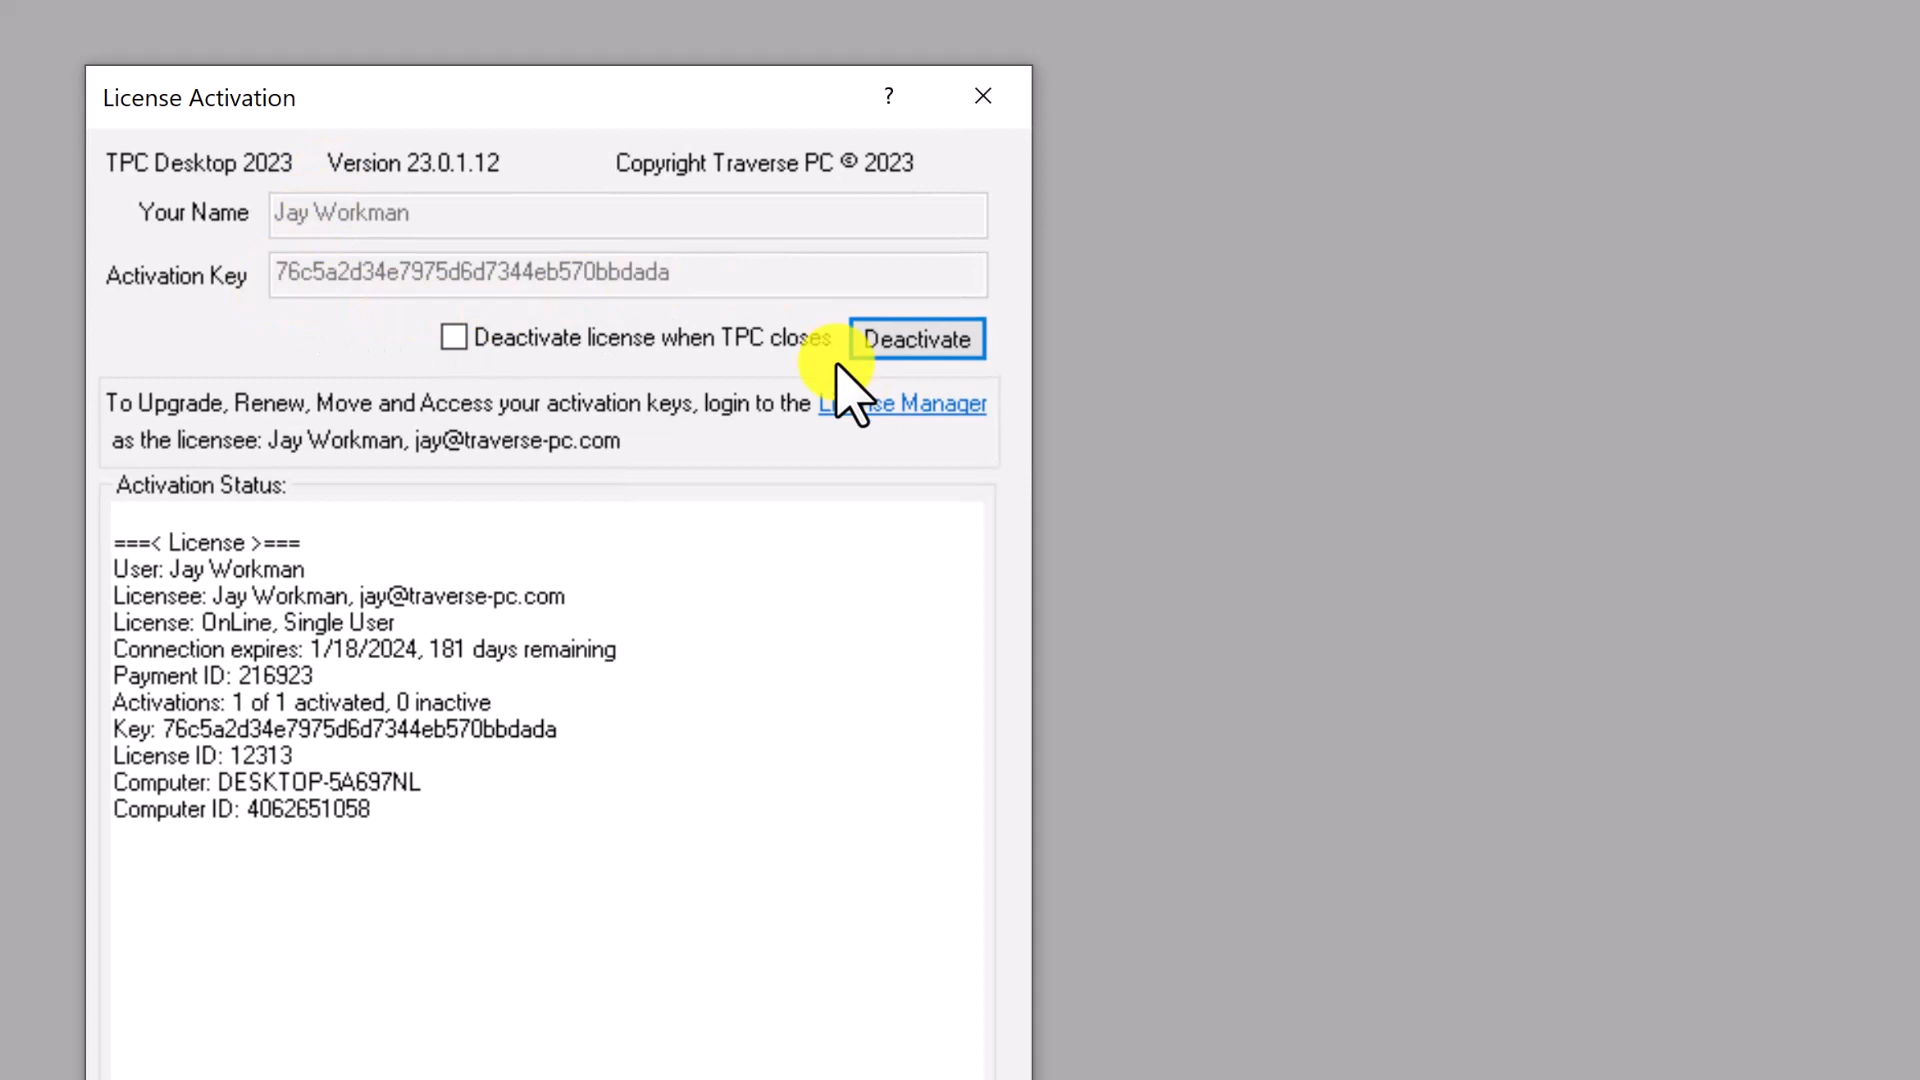 License Activation ?
TPC Desktop 2023 Version 23.0.1.12 Copyright Traverse PC © 2023
Your Name Jay Workman
Activation Key 76c5a2d34e7975d6d7344eb570bbdada
Deactivate license when TPC closes Deactivate
To Upgrade, Renew, Move and Access your activation keys, login to the License Manager
as the licensee: Jay Workman, jay@traverse-pc.com
Activation Status:
===< License >===
User: Jay Workman
Licensee: Jay Workman, jay@traverse-pc.com
License: OnLine, Single User
Connection expires: 1/18/2024, 181 days remaining
Payment ID: 216923
Activations: 1 of 1 activated, 0 inactive
Key: 76c5a2d34e7975d6d7344eb570bbdada
License ID: 12313
Computer: DESKTOP-5A697NL
Computer ID: 4062651058